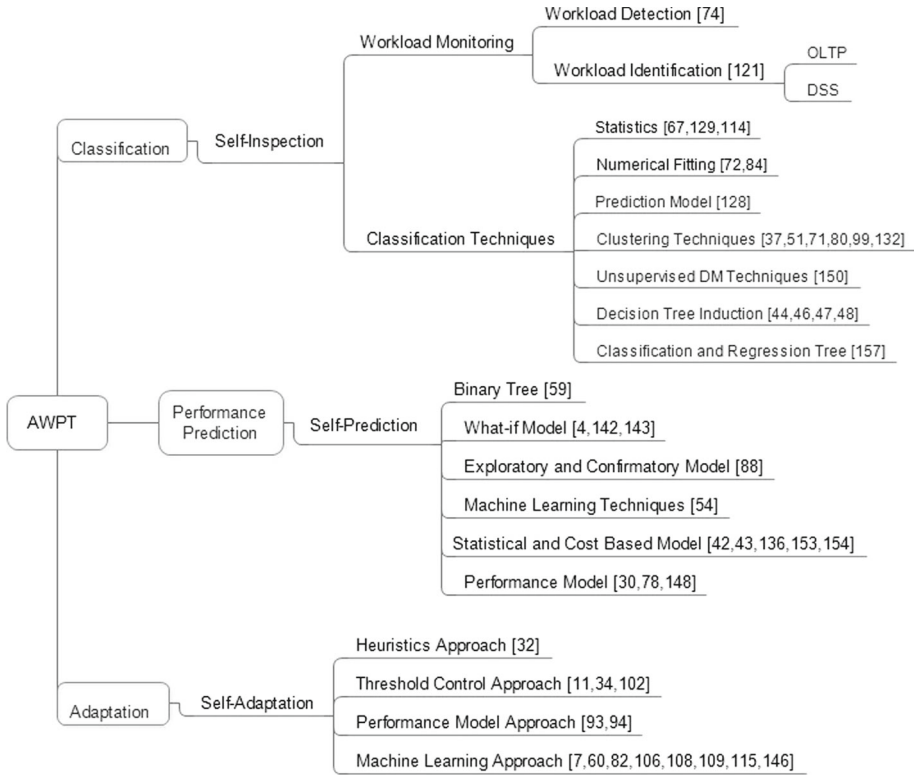 AWPT
Classification
Self-Inspection
Workload Monitoring
Workload Detection [74]
Workload Identification [121]
OLTP
DSS
Classification Techniques
Statistics [67,129,114]
Numerical Fitting [72,84]
Prediction Model [128]
Clustering Techniques [37,51,71,80,99,132]
Unsupervised DM Techniques [150]
Decision Tree Induction [44,46,47,48]
Classification and Regression Tree [157]
Performance
Prediction
Self-Prediction
Binary Tree [59]
What-if Model [4,142,143]
Exploratory and Confirmatory Model [88]
Machine Learning Techniques [54]
Statistical and Cost Based Model [42,43,136,153,154]
Performance Model [30,78,148]
Adaptation
Self-Adaptation
Heuristics Approach [32]
Threshold Control Approach [11,34,102]
Performance Model Approach [93,94]
Machine Learning Approach [7,60,82,106,108,109,115,146]